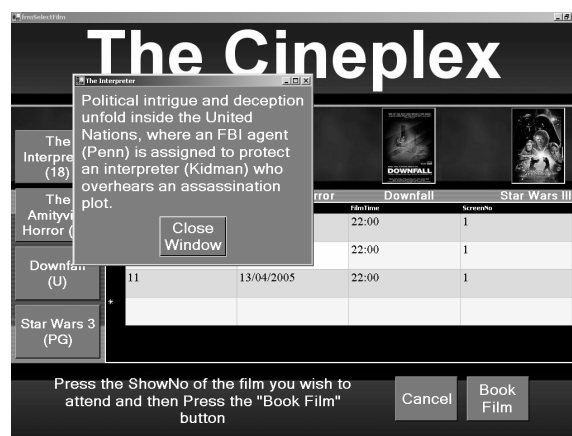 frmSelectFilm
The Cineplex
The Interpreter
Political intrigue and deception
unfold inside the United
Nations, where an FBI agent
(Penn) is assigned to protect
an interpreter (Kidman) who
overhears an assassination
plot.
Close
Window
The
(18)
The
Horror
Downfall
(U)
Star Wars 3
(PG)
DOWNFALL
Downfall
Star Wars III
FilmTime
ScreenNo
22:00
1
22:00
1
11
13/04/2005
22:00
1
*
Press the ShowNo of the film you wish to
attend and then Press the "Book Film"
button
Cancel
Book
Film